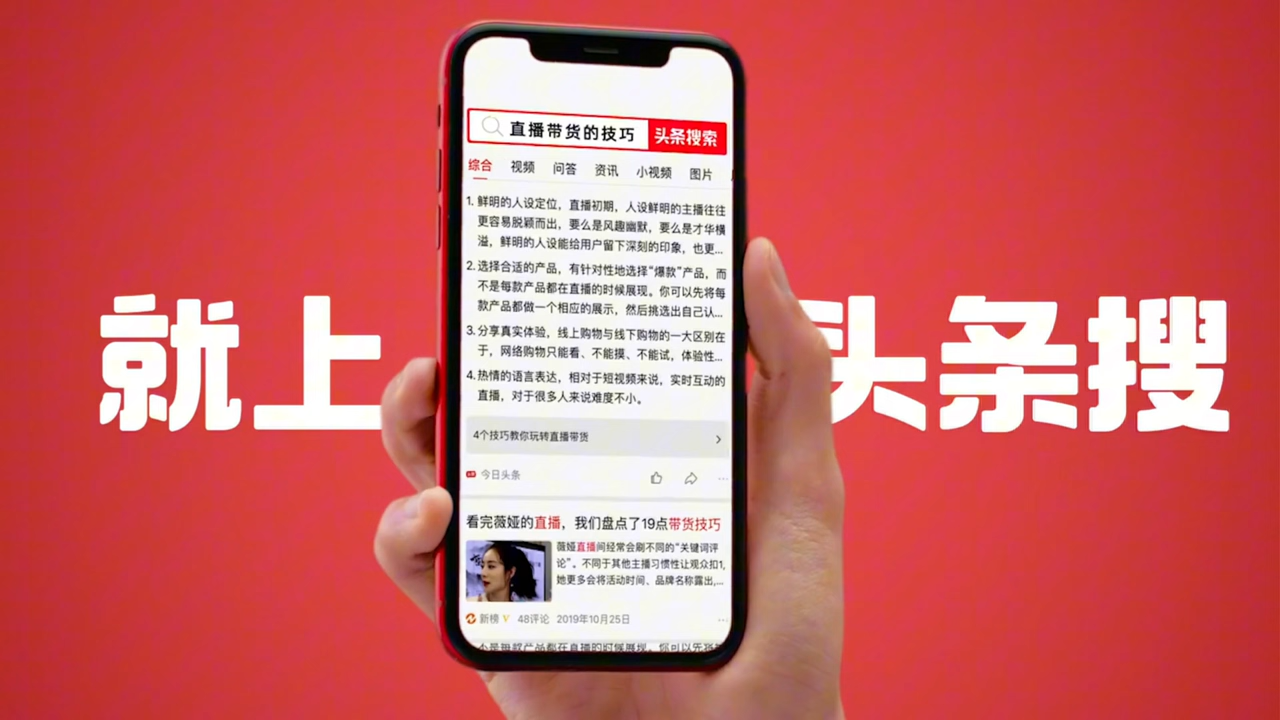 就上 头条搜
直播带货的技巧 头条搜索
综合 视频 问答 资讯 小视频 图片
1. 鲜明的人设定位，直播初期，人设鲜明的主播往往
更容易脱颖而出，要么是风趣幽默，要么是才华横
溢，鲜明的人设能给用户留下深刻的印象，也更...
2. 选择合适的产品，有针对性地选择“爆款”产品，而
不是每款产品都在直播的时候展现。你可以先将每
款产品都做一个相应的展示，然后挑选出自己认...
3. 分享真实体验，线上购物与线下购物的一大区别在
于，网络购物只能看、不能摸、不能试，体验性...
4. 热情的语言表达，相对于短视频来说，实时互动的
直播，对于很多人来说难度不小。
4个技巧教你玩转直播带货
今日头条
看完薇娅的直播，我们盘点了19点带货技巧
薇娅直播间经常会刷不同的“关键词评
论”。不同于其他主播习惯性让观众扣1,
她更多会将活动时间、品牌名称露出,...
新榜 V 48评论 2019年10月25日